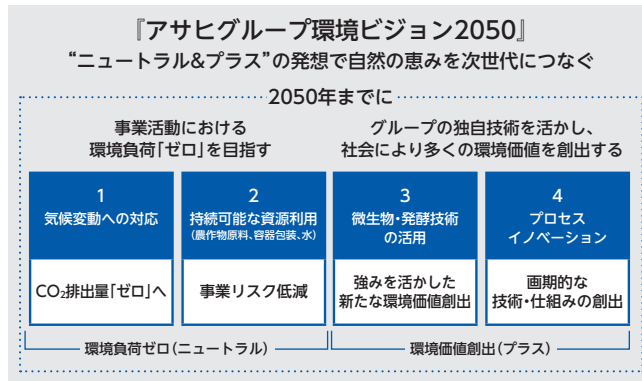 『アサヒグループ環境ビジョン2050』
“ニュートラル&プラス”の発想で自然の恵みを次世代につなぐ
2050年までに
事業活動における
環境負荷「ゼロ」を目指す
グループの独自技術を活かし、
社会により多くの環境価値を創出する
1
気候変動への対応
CO₂排出量「ゼロ」へ
2
持続可能な資源利用
(農作物原料、容器包装、水)
事業リスク低減
3
微生物・発酵技術
の活用
強みを活かした
新たな環境価値創出
4
プロセス
イノベーション
画期的な
技術・仕組みの創出
環境負荷ゼロ(ニュートラル)
環境価値創出(プラス)